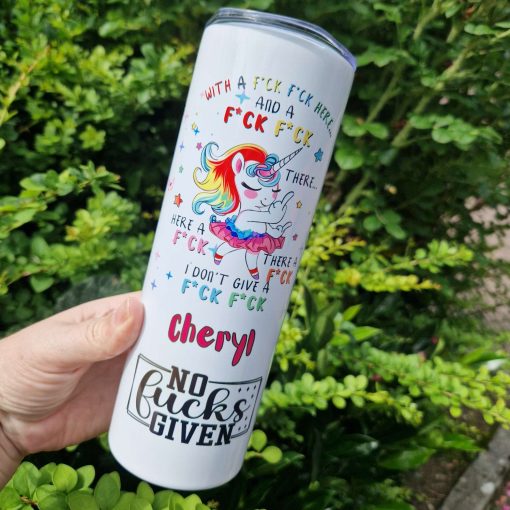 WITH A F*CK F*CK HERE...
AND A
F*CK F*CK
THERE...
HERE A
F*CK
THERE A
F*CK
I DON'T GIVE A
F*CK F*CK
Cheryl
NO
fucks
GIVEN